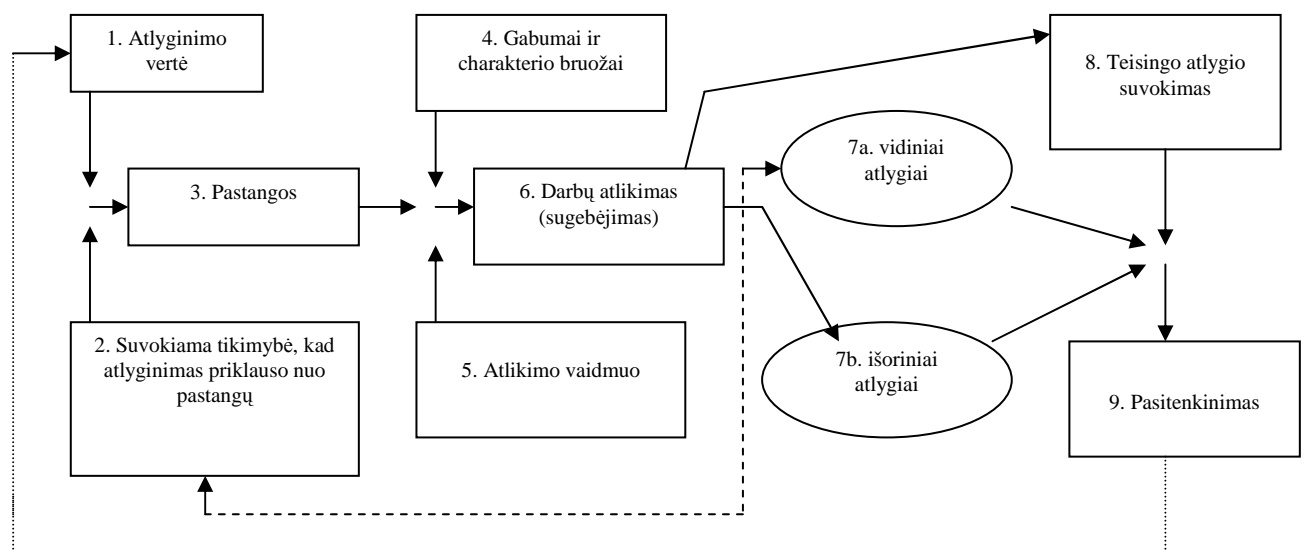 1. Atlyginimo
vertė
4. Gabumai ir
charakterio bruožai
8. Teisingo atlygio
suvokimas
7a. vidiniai
atlygiai
3. Pastangos
6. Darbų atlikimas
(sugebėjimas)
2. Suvokiama tikimybė, kad
atlyginimas priklauso nuo
pastangų
5. Atlikimo vaidmuo
7b. išoriniai
atlygiai
9. Pasitenkinimas